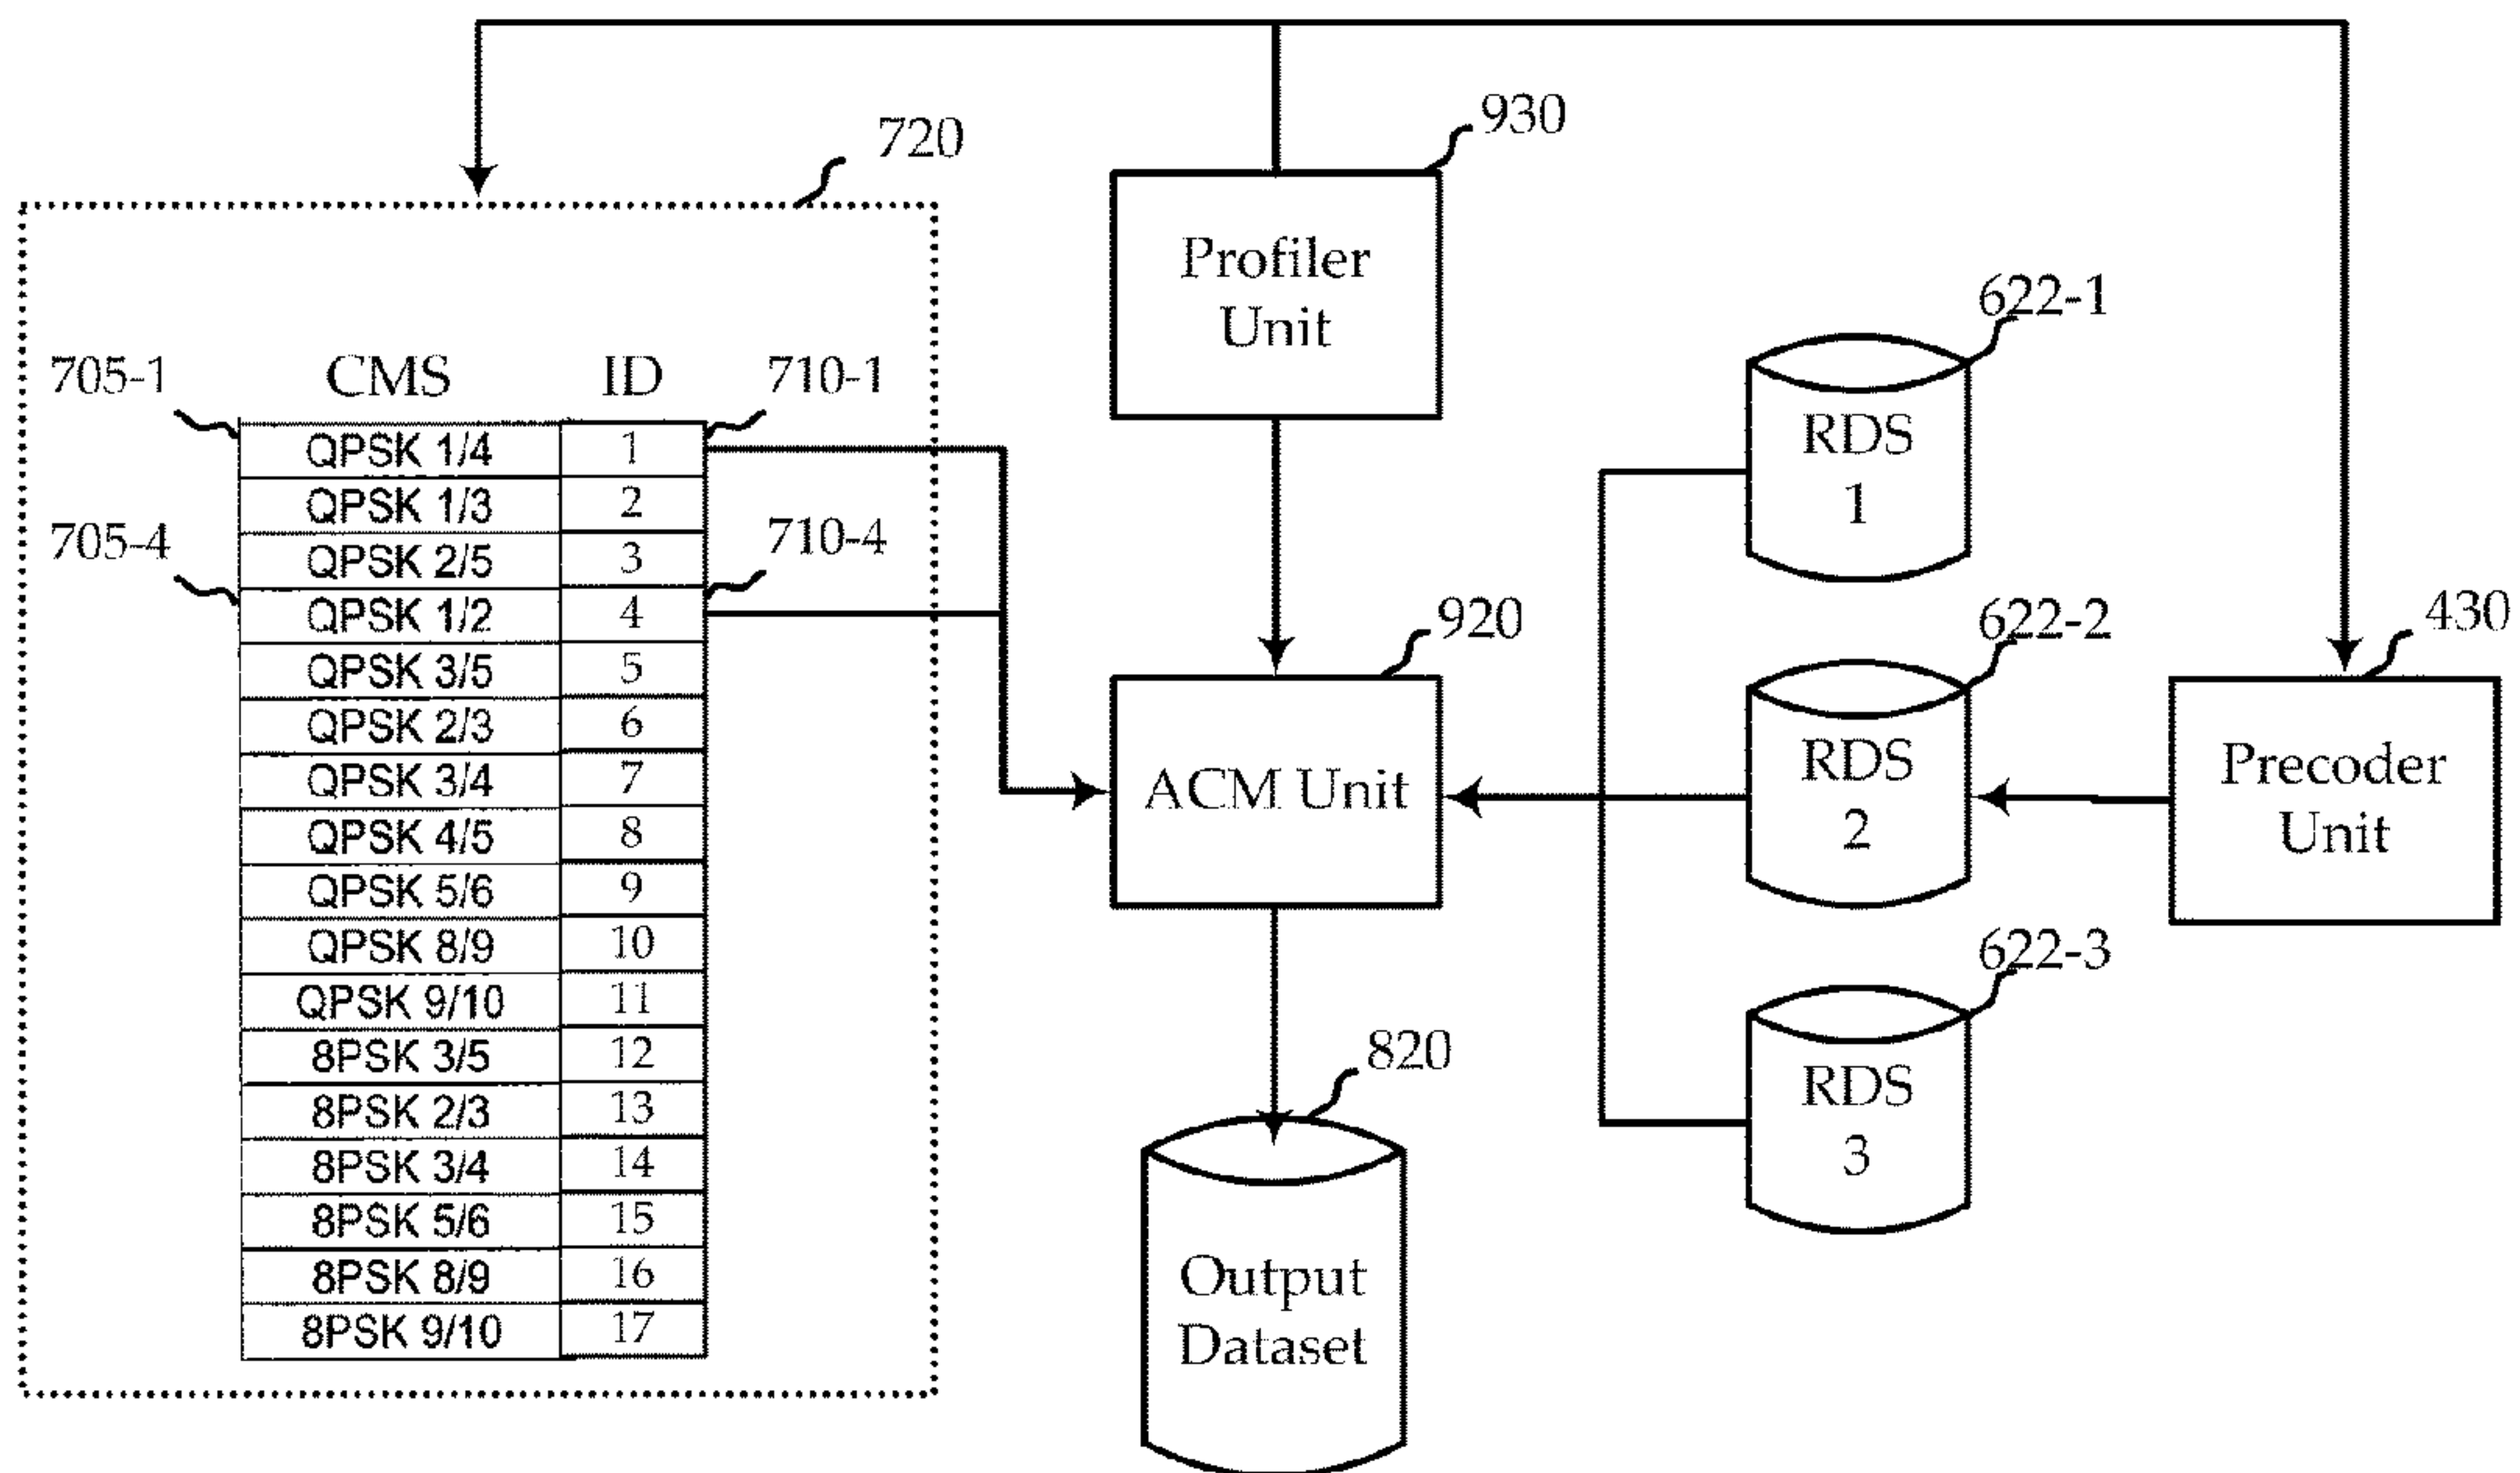 720
930
Profiler
Unit
622-1
RDS
1
705-1
CMS
ID
710-1
QPSK 1/4
1
QPSK 1/3
2
705-4
710-4
QPSK 2/5
3
QPSK 1/2
4
QPSK 3/5
5
QPSK 2/3
6
QPSK 3/4
7
QPSK 4/5
8
QPSK 5/6
9
QPSK 8/9
10
QPSK 9/10
11
8PSK 3/5
12
8PSK 2/3
13
8PSK 3/4
14
8PSK 5/6
15
8PSK 8/9
16
8PSK 9/10
17
920
ACM Unit
622-2
RDS
2
430
Precoder
Unit
622-3
RDS
3
820
Output
Dataset